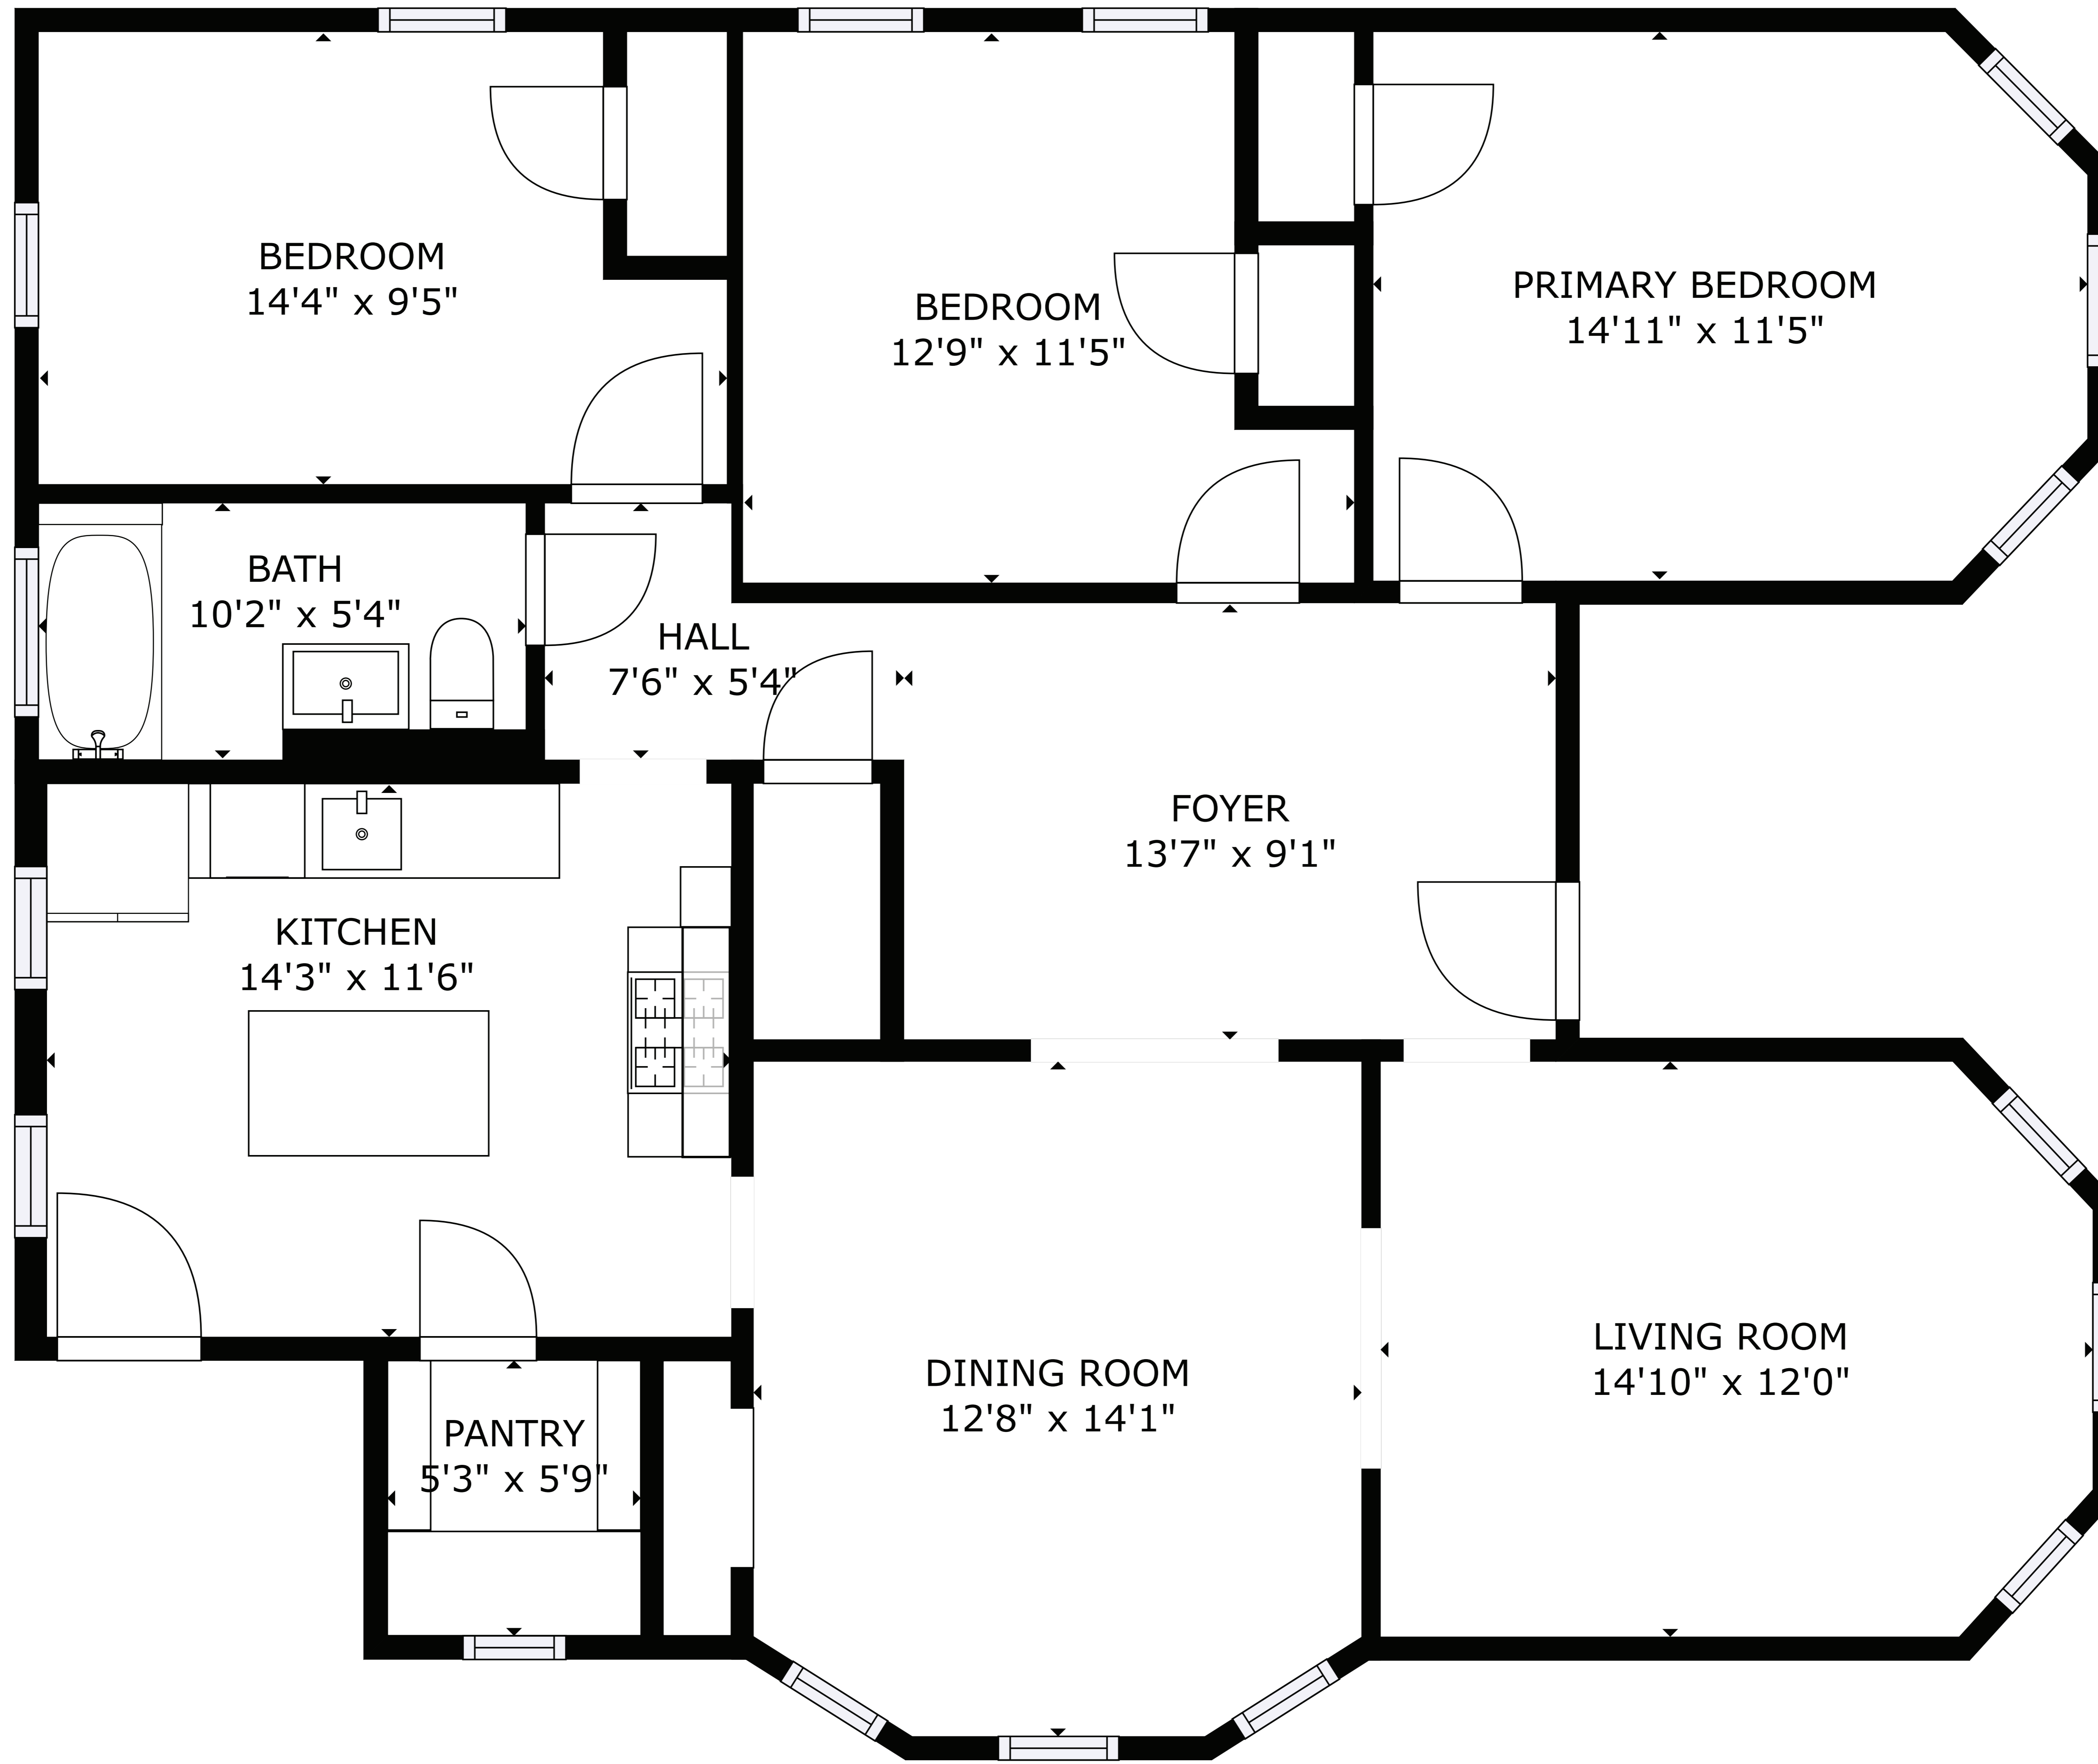 BEDROOM
14'4" x 9'5"
BEDROOM
12'9" x 11'5"
PRIMARY BEDROOM
14'11" x 11'5"
BATH
10'2" x 5'4"
HALL
7'6" x 5'4"
FOYER
13'7" x 9'1"
KITCHEN
14'3" x 11'6"
DINING ROOM
12'8" x 14'1"
LIVING ROOM
14'10" x 12'0"
PANTRY
5'3" x 5'9"